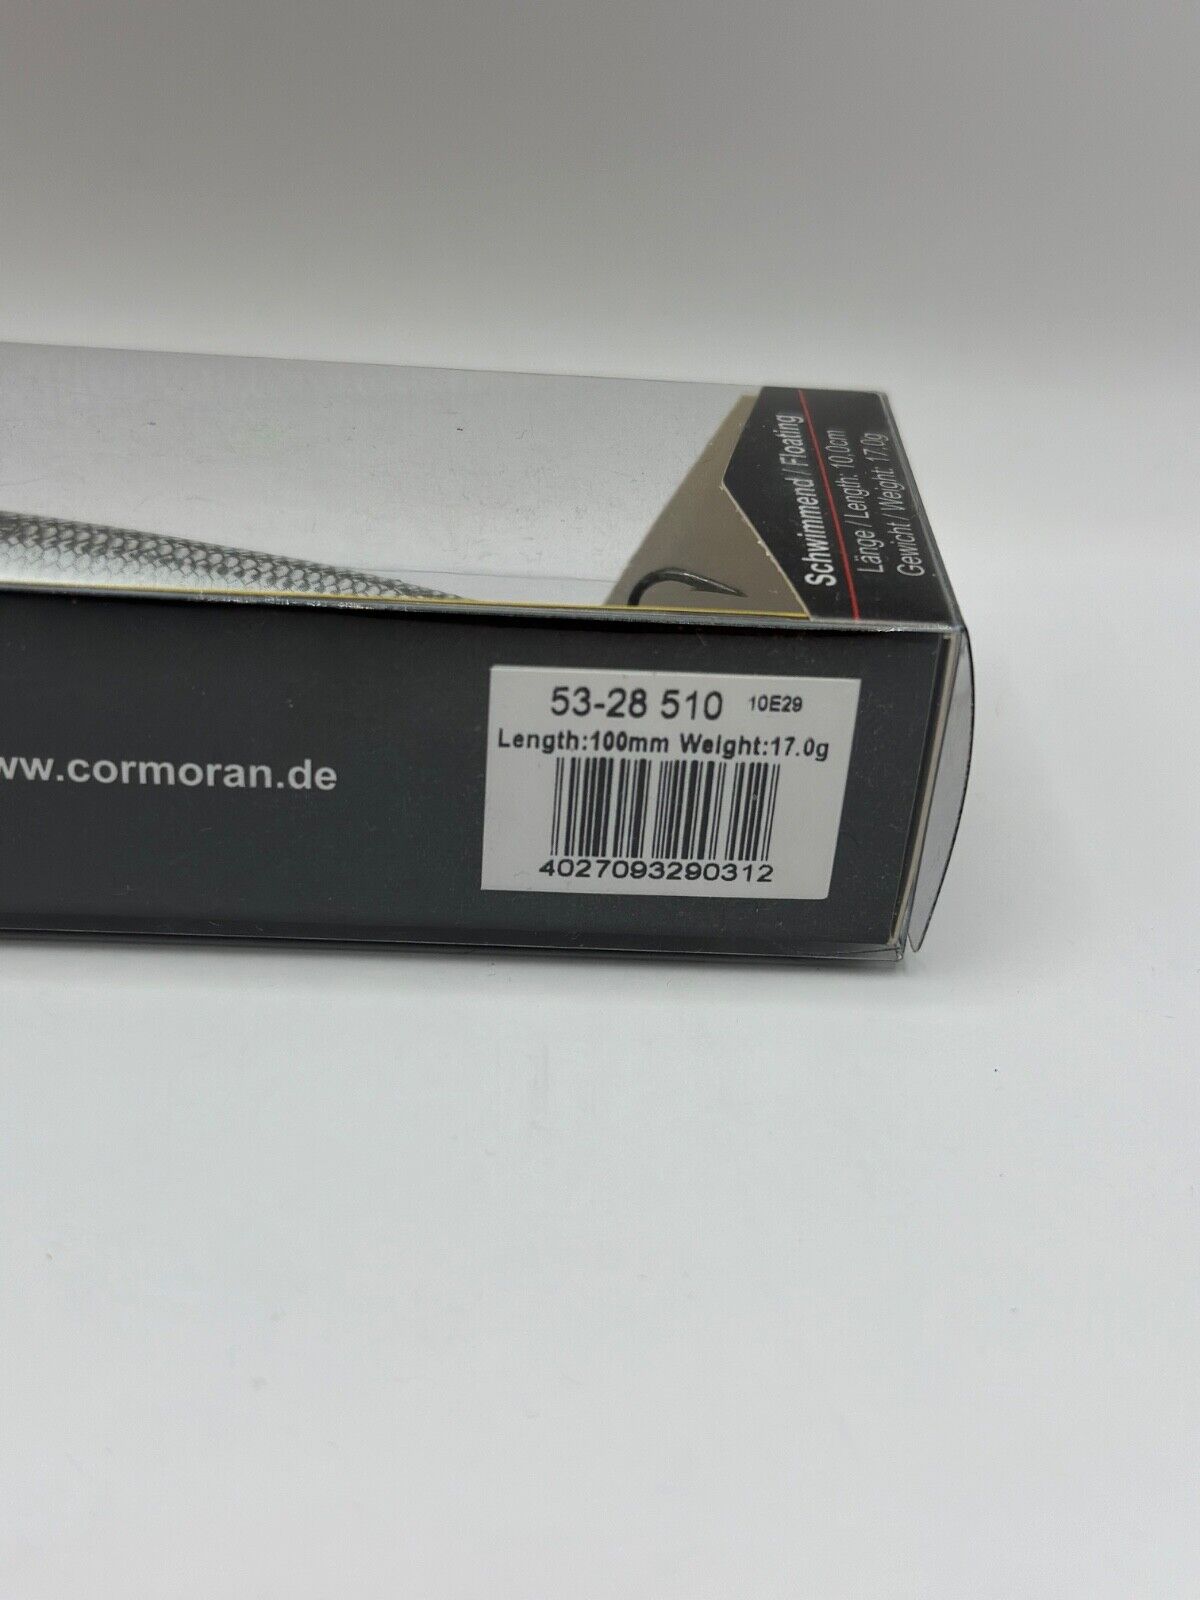 Schwimmend / Floating
Länge / Length: 10,0cm
Gewicht / Weight: 17,0g
ww.cormoran.de
53-28 510 10E29
Length:100mm Weight:17.0g
4027093290312